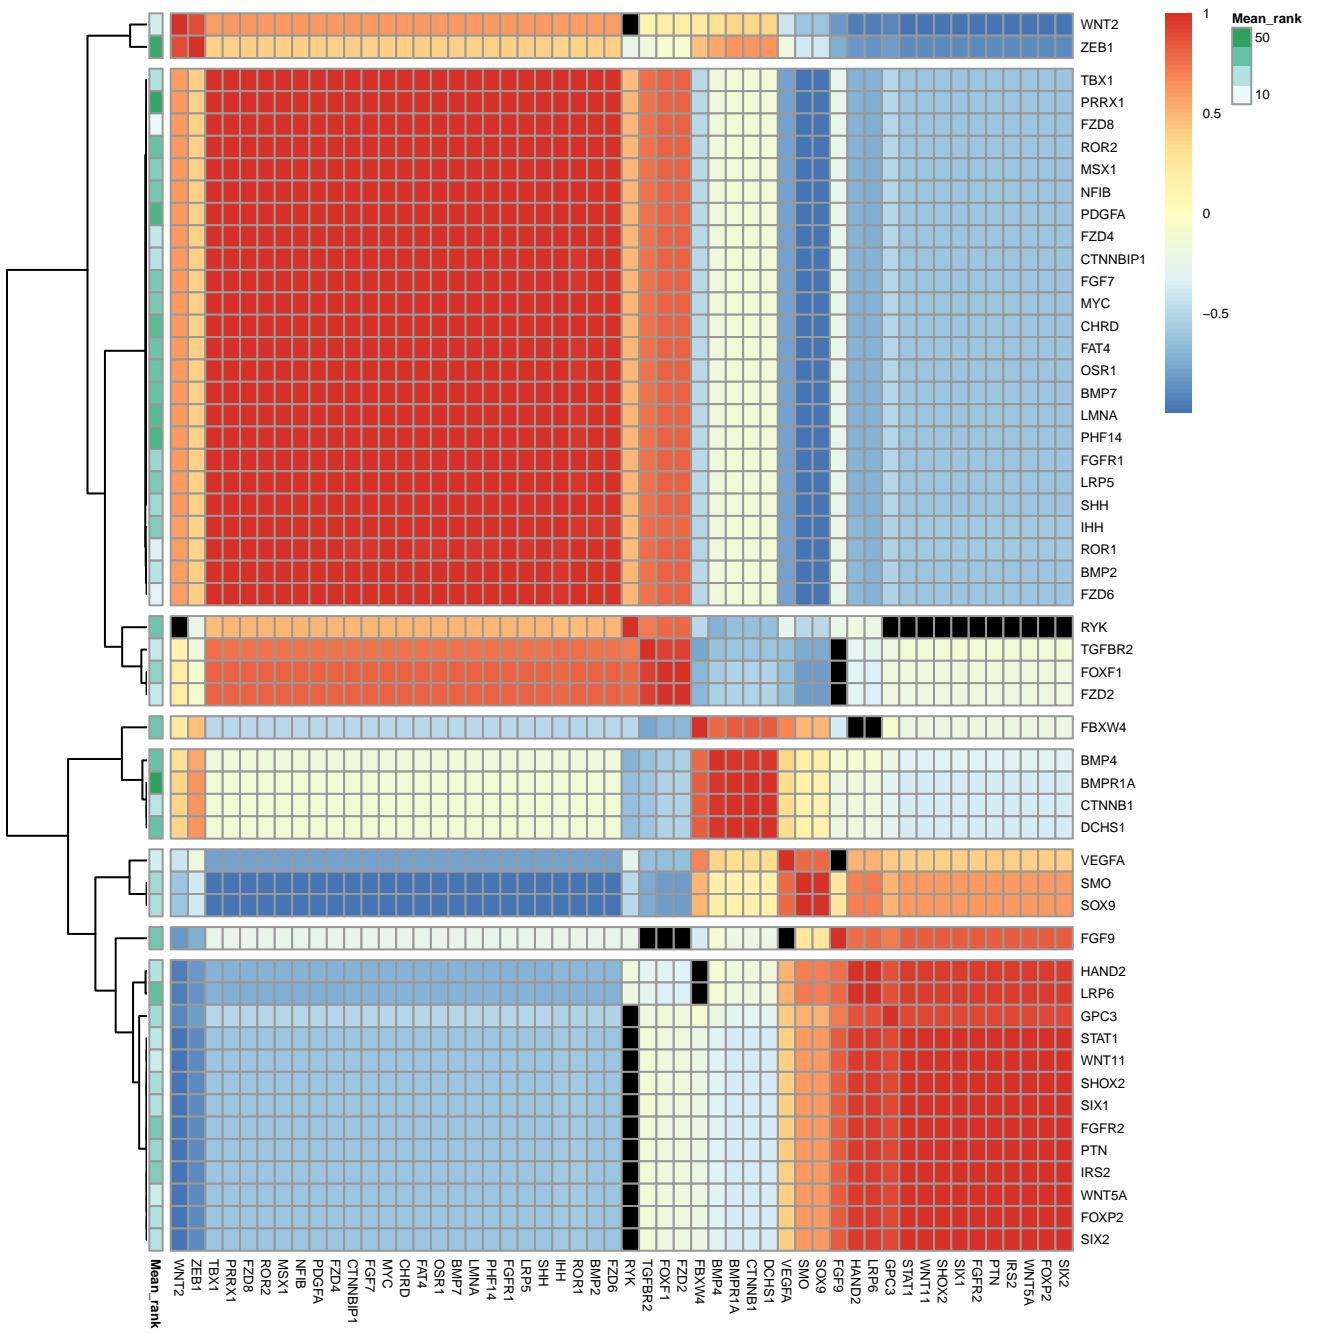 WNT2
ZEB1
TBX1
PRRX1
FZD8
ROR2
MSX1
NFIB
PDGFA
FZD4
CTNNBIP1
FGF7
MYC
CHRD
FAT4
OSR1
BMP7
LMNA
PHF14
FGFR1
LRP5
SHH
IHH
ROR1
BMP2
FZD6
RYK
TGFBR2
FOXF1
FZD2
FBXW4
BMP4
BMPR1A
CTNNB1
DCHS1
VEGFA
SMO
SOX9
FGF9
HAND2
LRP6
GPC3
STAT1
WNT11
SHOX2
SIX1
FGFR2
PTN
IRS2
WNT5A
FOXP2
SIX2
1
0.5
0
−0.5
Mean_rank
50
10
Mean_rank
WNT2
ZEB1
TBX1
PRRX1
FZD8
ROR2
MSX1
NFIB
PDGFA
FZD4
CTNNBIP1
FGF7
MYC
CHRD
FAT4
OSR1
BMP7
LMNA
PHF14
FGFR1
LRP5
SHH
IHH
ROR1
BMP2
FZD6
RYK
TGFBR2
FOXF1
FZD2
FBXW4
BMP4
BMPR1A
CTNNB1
DCHS1
VEGFA
SMO
SOX9
FGF9
HAND2
LRP6
GPC3
STAT1
WNT11
SHOX2
SIX1
FGFR2
PTN
IRS2
WNT5A
FOXP2
SIX2